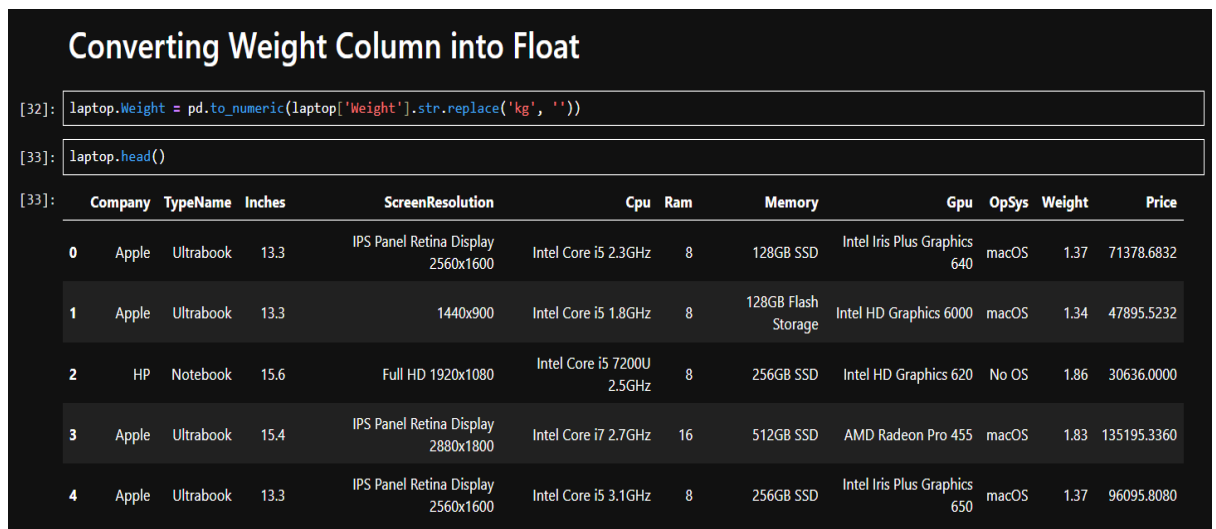 Converting Weight Column into Float
[32]: laptop.Weight = pd.to_numeric(laptop['Weight'].str.replace('kg', ''))
[33]: laptop.head()
[33]: Company TypeName Inches ScreenResolution Cpu Ram Memory Gpu OpSys Weight Price
0 Apple Ultrabook 13.3 IPS Panel Retina Display 2560x1600 Intel Core i5 2.3GHz 8 128GB SSD Intel Iris Plus Graphics 640 macOS 1.37 71378.6832
1 Apple Ultrabook 13.3 1440x900 Intel Core i5 1.8GHz 8 128GB Flash Storage Intel HD Graphics 6000 macOS 1.34 47895.5232
2 HP Notebook 15.6 Full HD 1920x1080 Intel Core i5 7200U 2.5GHz 8 256GB SSD Intel HD Graphics 620 No OS 1.86 30636.0000
3 Apple Ultrabook 15.4 IPS Panel Retina Display 2880x1800 Intel Core i7 2.7GHz 16 512GB SSD AMD Radeon Pro 455 macOS 1.83 135195.3360
4 Apple Ultrabook 13.3 IPS Panel Retina Display 2560x1600 Intel Core i5 3.1GHz 8 256GB SSD Intel Iris Plus Graphics 650 macOS 1.37 96095.8080